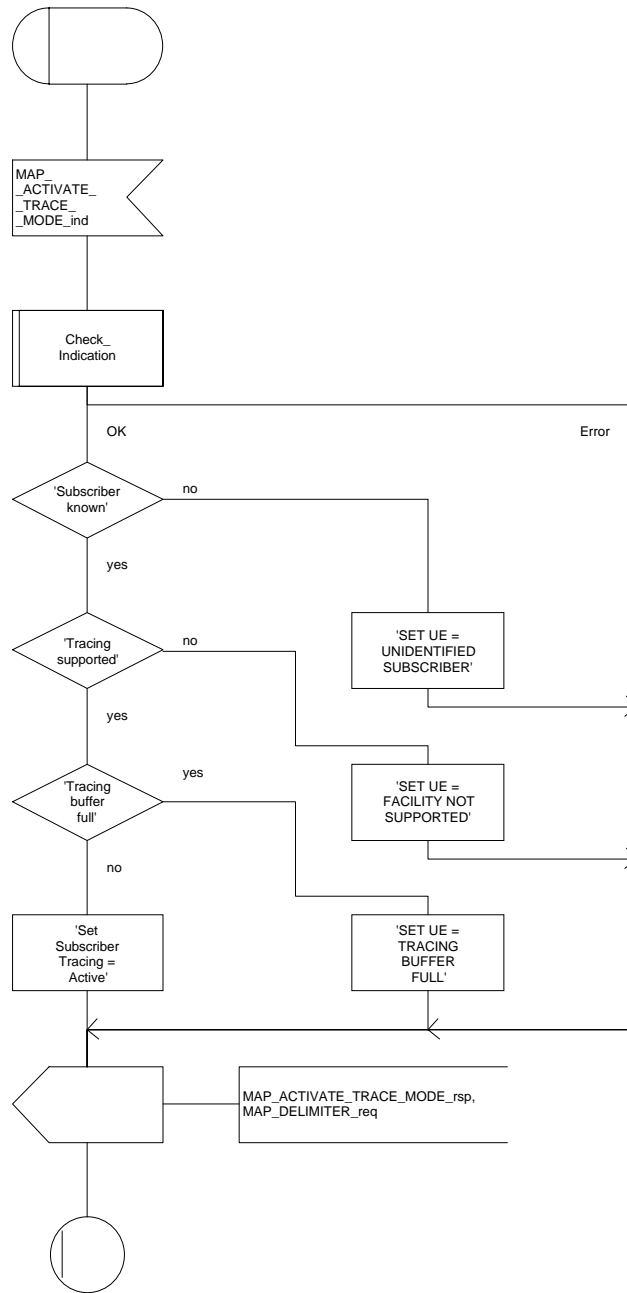 MAP_
_ACTIVATE_
_TRACE_
_MODE_ind
Check_
Indication
OK
Error
'Subscriber
known'
no
yes
'Tracing
supported'
no
'SET UE =
UNIDENTIFIED
SUBSCRIBER'
yes
'Tracing
buffer
full'
yes
'SET UE =
FACILITY NOT
SUPPORTED'
no
'Set
Subscriber
Tracing =
Active'
'SET UE =
TRACING
BUFFER
FULL'
MAP_ACTIVATE_TRACE_MODE_rsp,
MAP_DELIMITER_req